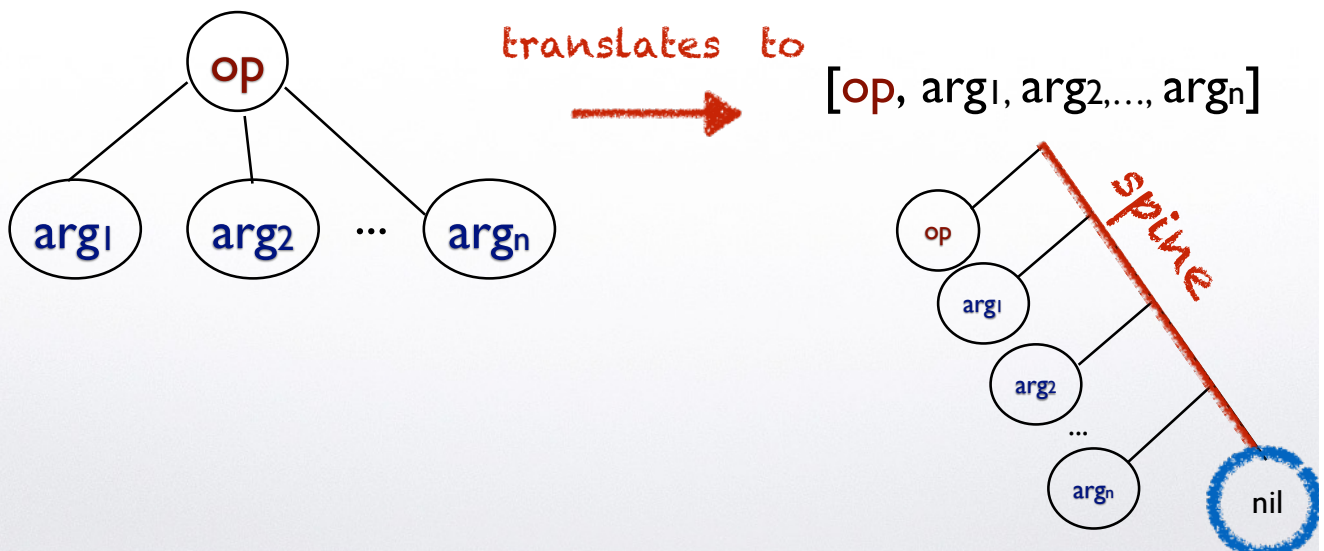 op
arg1
arg2
...
argn
translates to
[op, arg1, arg2,..., argn]
spine
op
arg1
arg2
...
argn
nil